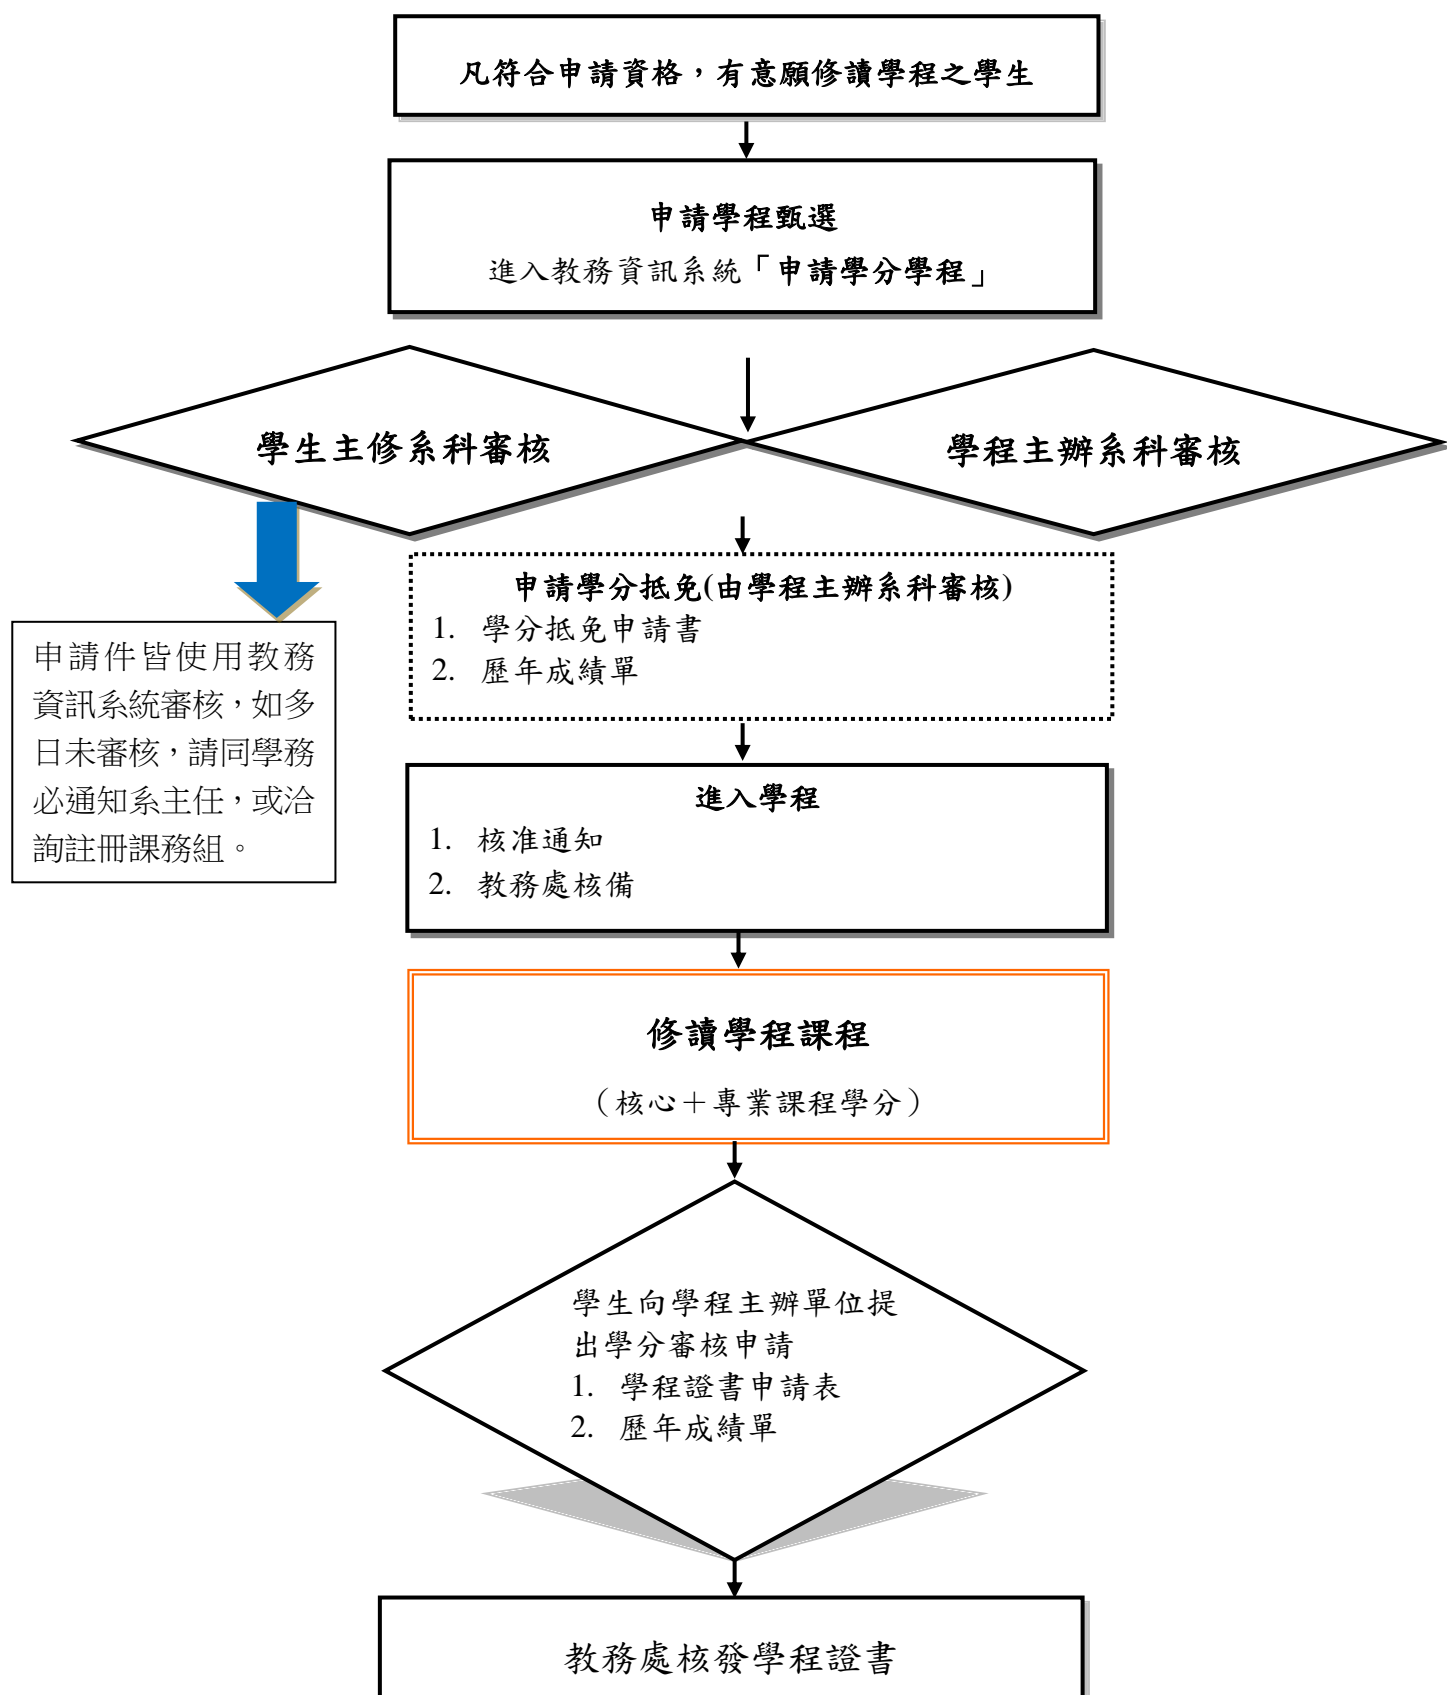 凡符合申請資格，有意願修讀學程之學生
申請學程甄選
進入教務資訊系統「申請學分學程」
學生主修系科審核
學程主辦系科審核
申請學分抵免(由學程主辦系科審核)
1. 學分抵免申請書
2. 歷年成績單
申請件皆使用教務
資訊系統審核，如多
日未審核，請同學務
必通知系主任，或洽
詢註冊課務組。
進入學程
1. 核准通知
2. 教務處核備
修讀學程課程
（核心＋專業課程學分）
學生向學程主辦單位提
出學分審核申請
1. 學程證書申請表
2. 歷年成績單
教務處核發學程證書